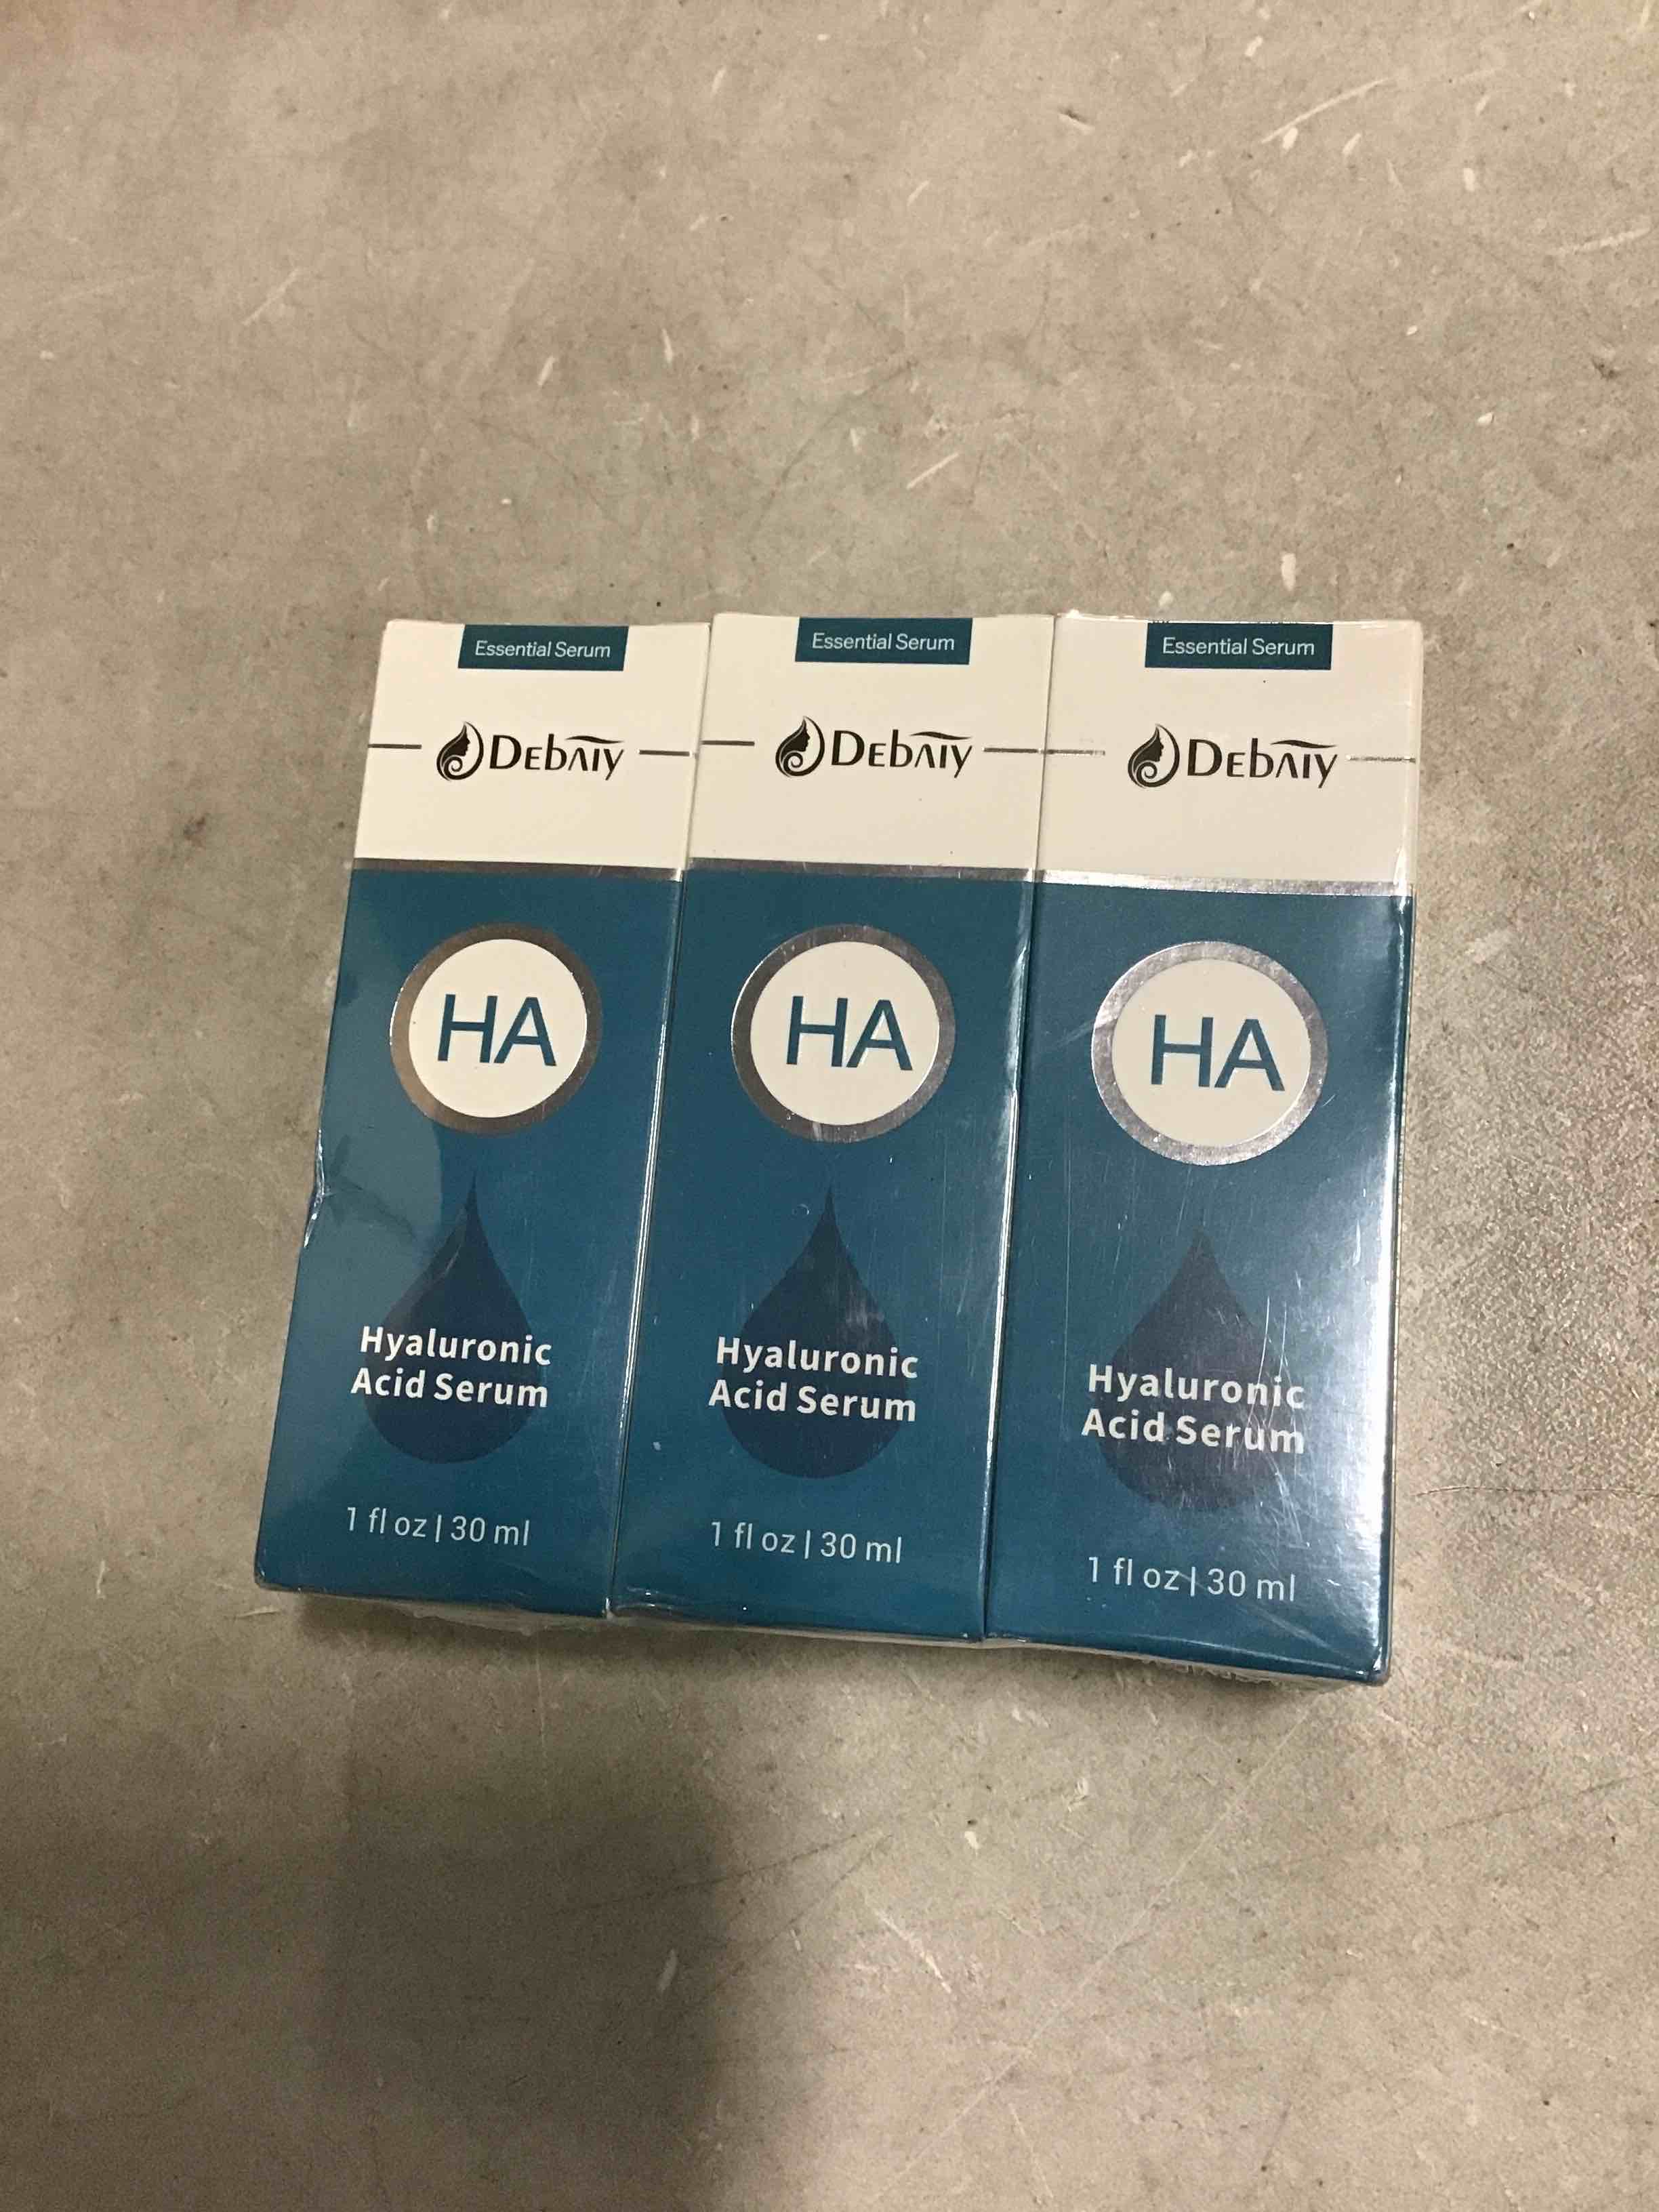 Essential Serum
Debaiy
HA
Hyaluronic
Acid Serum
1 fl oz | 30 ml
Essential Serum
Debaiy
HA
Hyaluronic
Acid Serum
1 fl oz | 30 ml
Essential Serum
Debaiy
HA
Hyaluronic
Acid Serum
1 fl oz | 30 ml